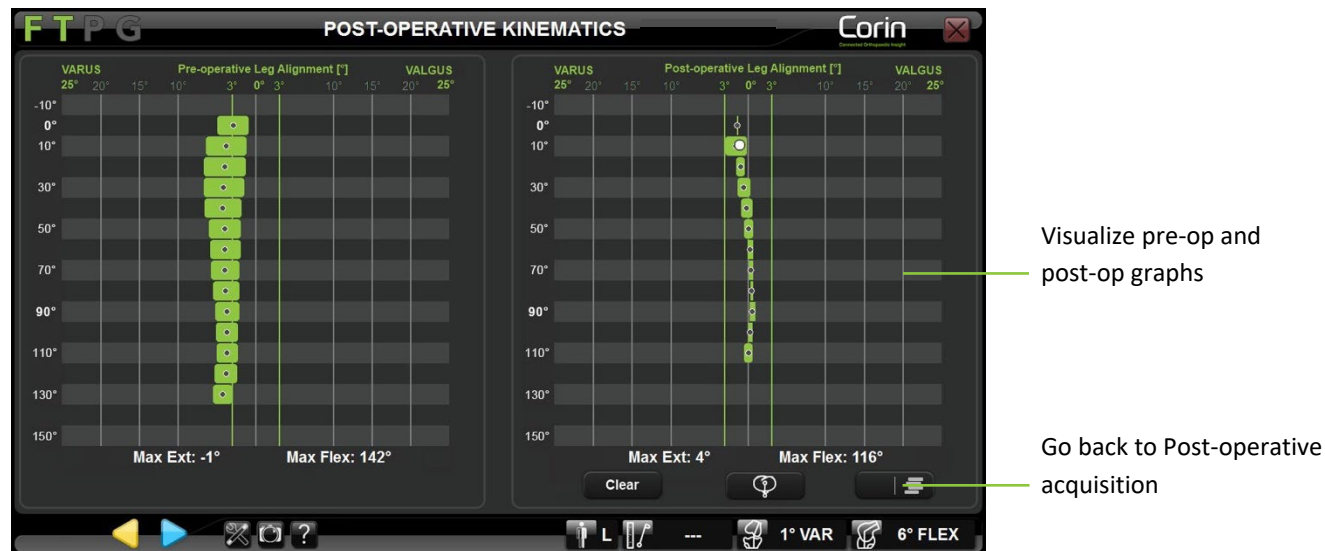 FTPG
POST-OPERATIVE KINEMATICS
Corin
Connected Orthopaedic Insight
VARUS Pre-operative Leg Alignment [°] VALGUS
25° 20° 15° 10° 3° 0° 3° 10° 15° 20° 25°
-10°
0°
10°
30°
50°
70°
90°
110°
130°
150°
Max Ext: -1° Max Flex: 142°
VARUS Post-operative Leg Alignment [°] VALGUS
25° 20° 15° 10° 3° 0° 3° 10° 15° 20° 25°
-10°
0°
10°
30°
50°
70°
90°
110°
130°
150°
Max Ext: 4° Max Flex: 116°
Clear
?
L --- 1° VAR 6° FLEX
Visualize pre-op and
post-op graphs
Go back to Post-operative
acquisition